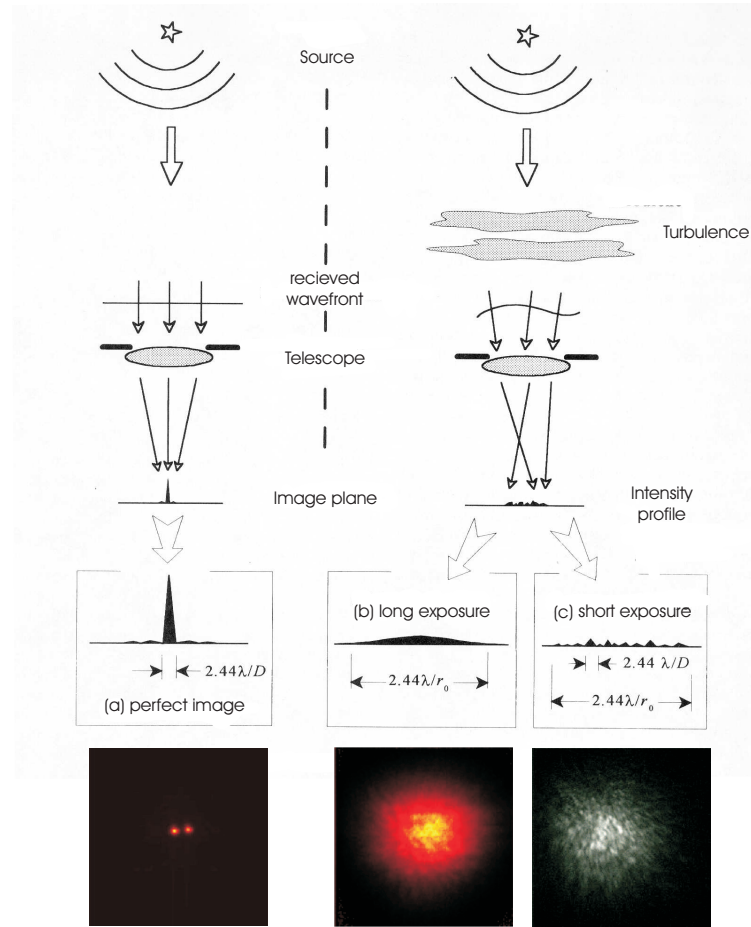 Source
Turbulence
recieved
wavefront
Telescope
Image plane
Intensity
profile
2.44λ/D
(a) perfect image
(b) long exposure
2.44λ/r₀
(c) short exposure
2.44 λ/D
2.44λ/r₀